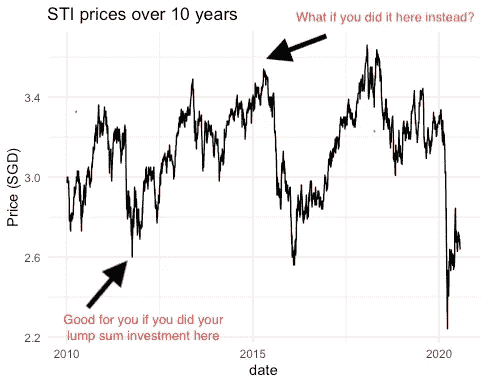 STI prices over 10 years
What if you did it here instead?
3.4
3.0
2.6
2.2
Price (SGD)
Good for you if you did your
lump sum investment here
2010
2015
2020
date